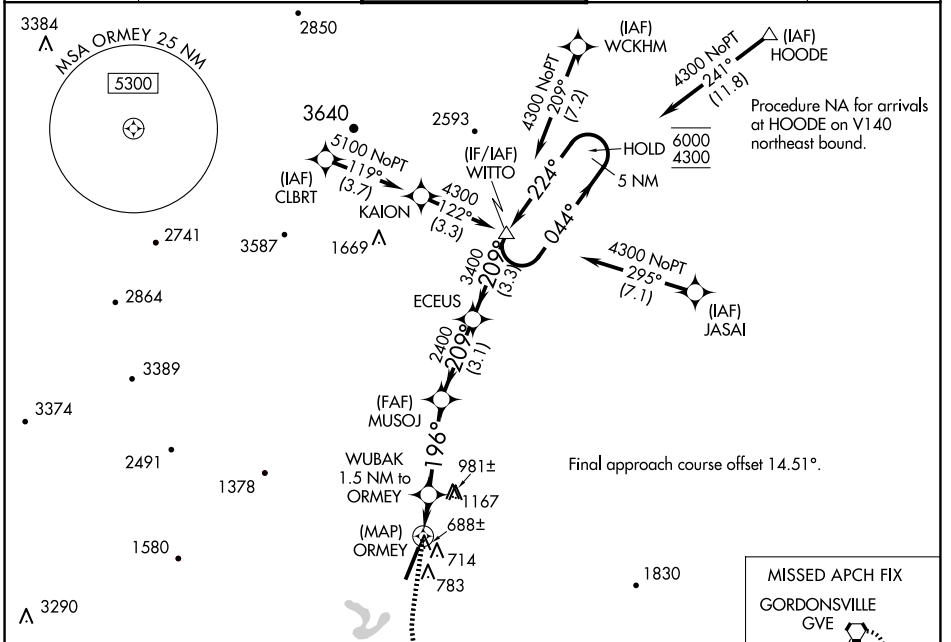 3384
2850
MSA ORMEY 25 NM
5300
(IAF)
WCKHM
(IAF)
HOODE
4300 NoPT
241°
(11.8)
4300 NoPT
209°
(7.2)
Procedure NA for arrivals
at HOODE on V140
northeast bound.
3640
2593
HOLD
6000
4300
5 NM
(IF/IAF)
WITTO
224°
044°
5100 NoPT
119°
(3.7)
(IAF)
CLBRT
KAION
4300
122°
(3.3)
2741
3587
1669
4300 NoPT
295°
(7.1)
(IAF)
JASAI
3400
209°
(3.3)
2864
ECEUS
2400
209°
(3.1)
3389
3374
(FAF)
MUSOJ
196°
2491
1378
WUBAK
1.5 NM to
ORMEY
981±
1167
Final approach course offset 14.51°.
(MAP)
ORMEY
688±
714
783
1580
1830
3290
MISSED APCH FIX
GORDONSVILLE
GVE